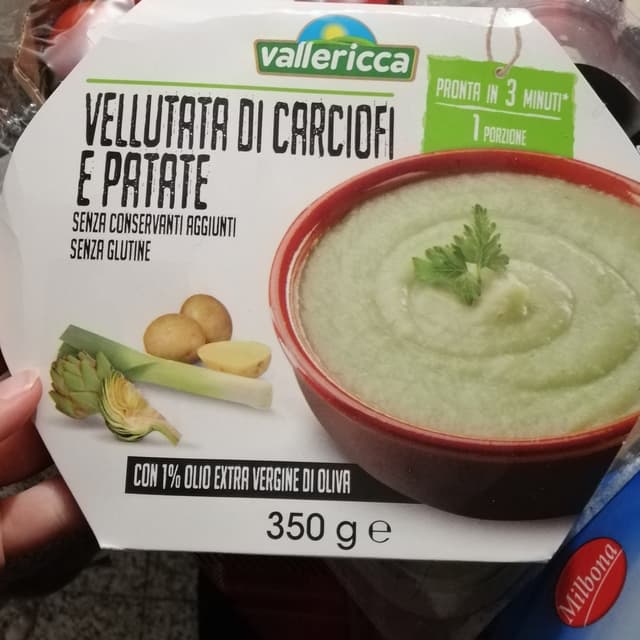 vallericca
PRONTA IN 3 MINUTI*
1 PORZIONE
VELLUTATA DI CARCIOFI
E PATATE
SENZA CONSERVANTI AGGIUNTI
SENZA GLUTINE
CON 1% OLIO EXTRA VERGINE DI OLIVA
350 g e
Milbona